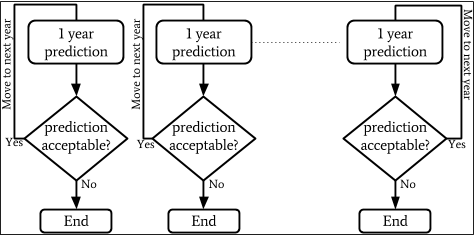 Move to next year
1 year
prediction
prediction
acceptable?
Yes
No
End
Move to next year
1 year
prediction
prediction
acceptable?
Yes
No
End
1 year
prediction
Move to next year
prediction
acceptable?
Yes
No
End